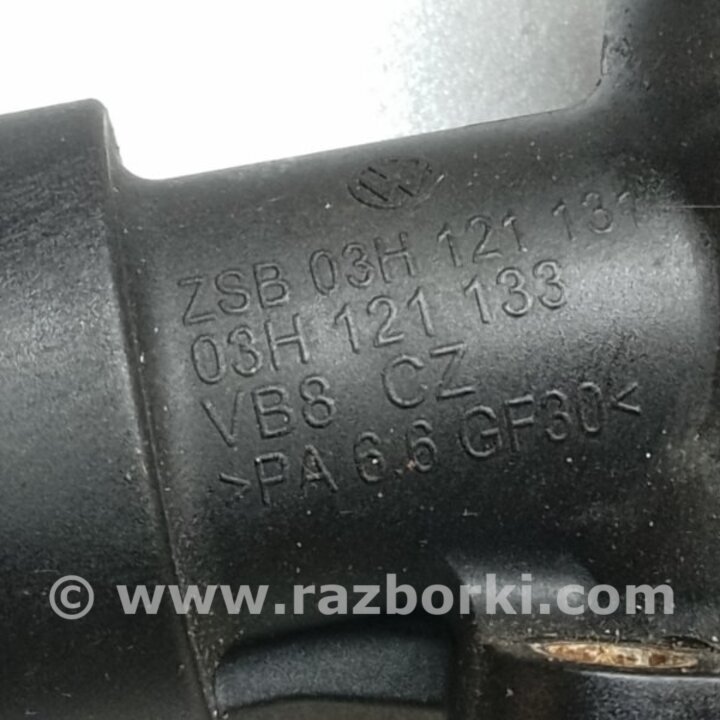 ZSB 03H 121 131
03H 121 133
VB8 CZ
>PA 6.6 GF30<
© www.razborki.com